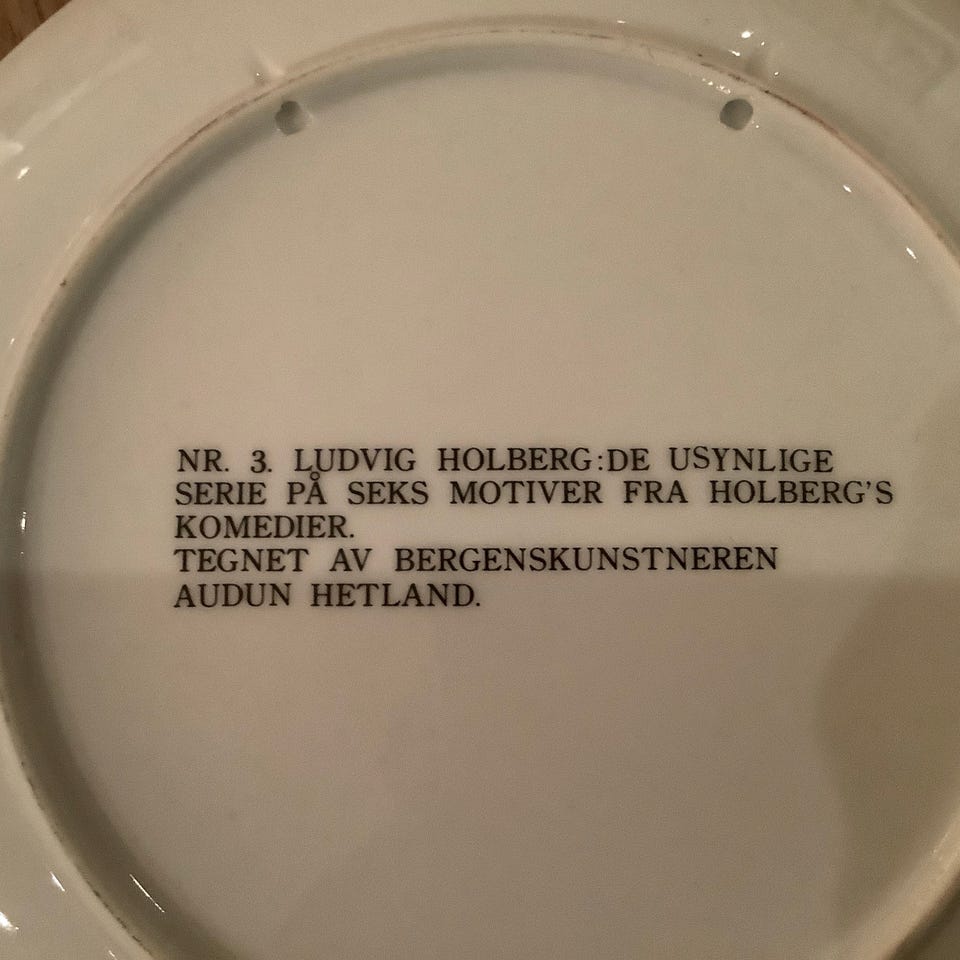 NR. 3. LUDVIG HOLBERG:DE USYNLIGE
SERIE PÅ SEKS MOTIVER FRA HOLBERG'S
KOMEDIER.
TEGNET AV BERGENSKUNSTNEREN
AUDUN HETLAND.